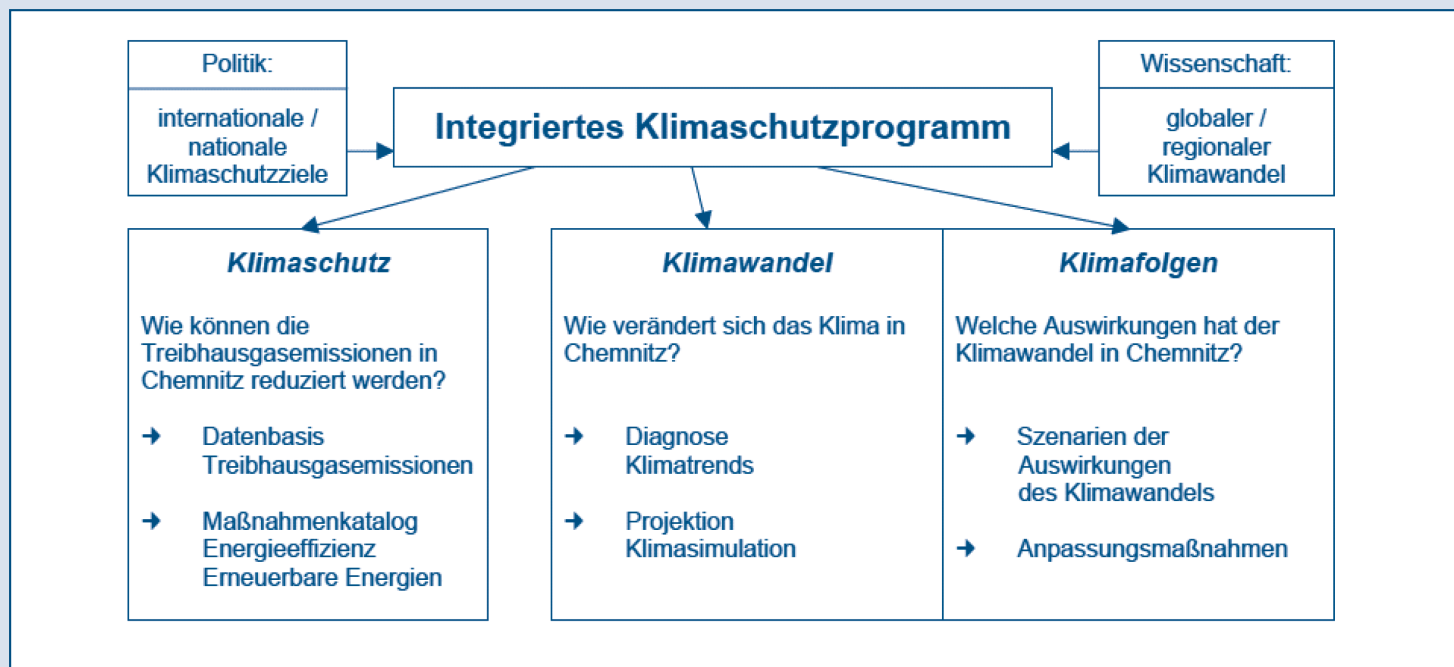 Politik:
internationale /
nationale
Klimaschutzziele
Integriertes Klimaschutzprogramm
Wissenschaft:
globaler /
regionaler
Klimawandel
Klimaschutz
Wie können die
Treibhausgasemissionen in
Chemnitz reduziert werden?
➔ Datenbasis
Treibhausgasemissionen
➔ Maßnahmenkatalog
Energieeffizienz
Erneuerbare Energien
Klimawandel
Wie verändert sich das Klima in
Chemnitz?
➔ Diagnose
Klimatrends
➔ Projektion
Klimasimulation
Klimafolgen
Welche Auswirkungen hat der
Klimawandel in Chemnitz?
➔ Szenarien der
Auswirkungen
des Klimawandels
➔ Anpassungsmaßnahmen